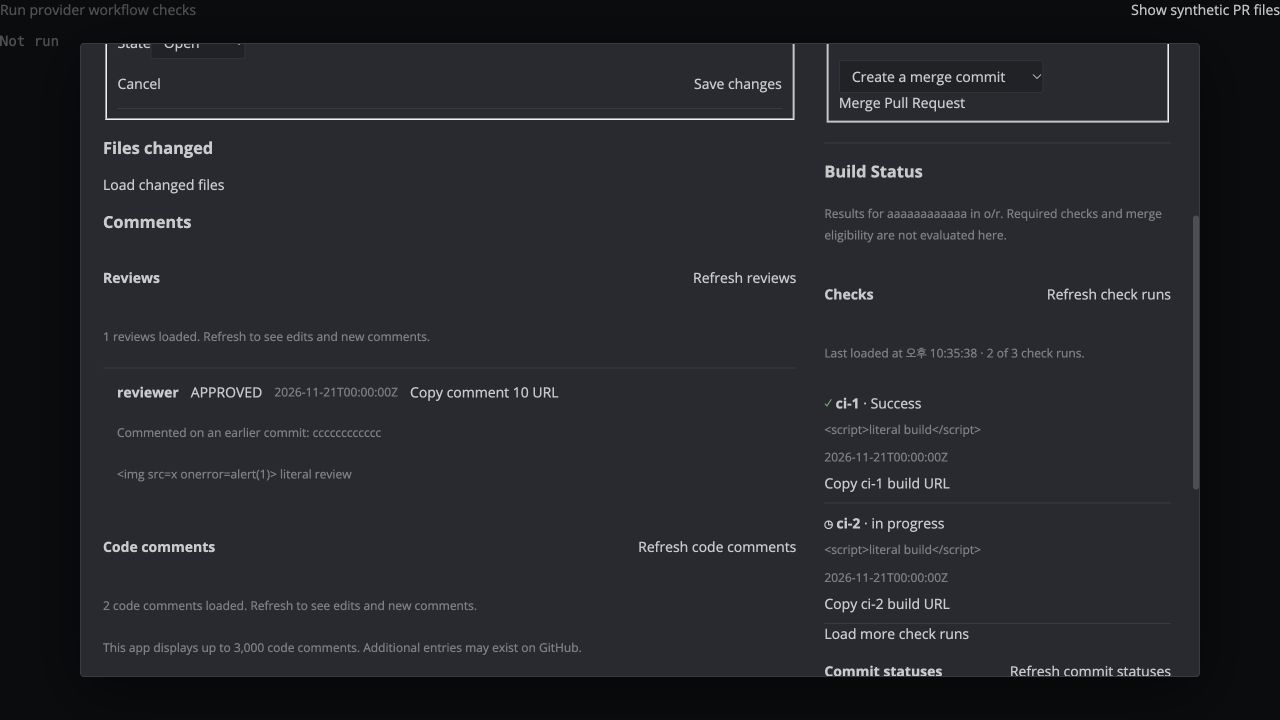 Run provider workflow checks
Show synthetic PR files
Not run
State Open
Cancel
Save changes
Files changed
Load changed files
Comments
Reviews
Refresh reviews
1 reviews loaded. Refresh to see edits and new comments.
reviewer APPROVED 2026-11-21T00:00:00Z Copy comment 10 URL
Commented on an earlier commit: cccccccccccc
<img src=x onerror=alert(1)> literal review
Code comments
Refresh code comments
2 code comments loaded. Refresh to see edits and new comments.
This app displays up to 3,000 code comments. Additional entries may exist on GitHub.
Create a merge commit
Merge Pull Request
Build Status
Results for aaaaaaaaaaaa in o/r. Required checks and merge
eligibility are not evaluated here.
Checks
Refresh check runs
Last loaded at 오후 10:35:38 · 2 of 3 check runs.
✓ ci-1 · Success
<script>literal build</script>
2026-11-21T00:00:00Z
Copy ci-1 build URL
◷ ci-2 · in progress
<script>literal build</script>
2026-11-21T00:00:00Z
Copy ci-2 build URL
Load more check runs
Commit statuses
Refresh commit statuses